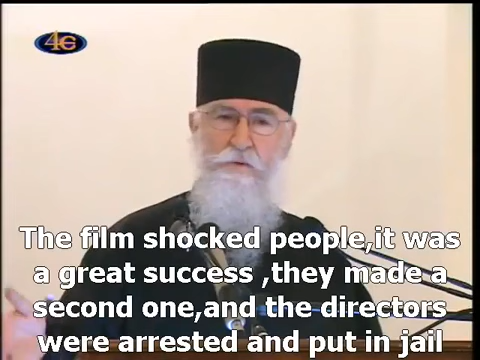 4G
The film shocked people,it was
a great success ,they made a
second one,and the directors
were arrested and put in jail